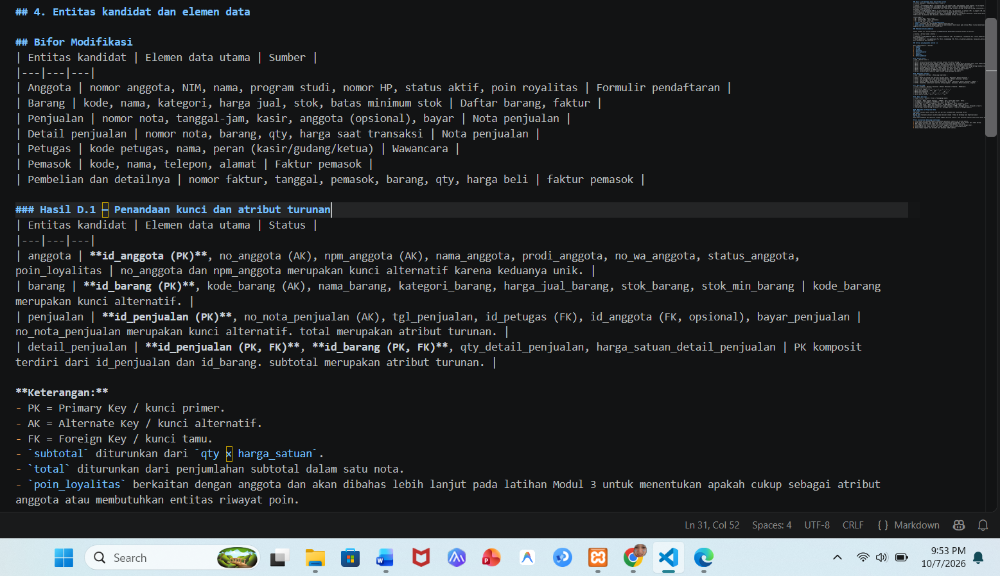 ## 4. Entitas kandidat dan elemen data
## Bifor Modifikasi
| Entitas kandidat | Elemen data utama | Sumber |
|---|---|---|
| Anggota | nomor anggota, NIM, nama, program studi, nomor HP, status aktif, poin royalitas | Formulir pendaftaran |
| Barang | kode, nama, kategori, harga jual, stok, batas minimum stok | Daftar barang, faktur |
| Penjualan | nomor nota, tanggal-jam, kasir, anggota (opsional), bayar | Nota penjualan |
| Detail penjualan | nomor nota, barang, qty, harga saat transaksi | Nota penjualan |
| Petugas | kode petugas, nama, peran (kasir/gudang/ketua) | Wawancara |
| Pemasok | kode, nama, telepon, alamat | Faktur pemasok |
| Pembelian dan detailnya | nomor faktur, tanggal, pemasok, barang, qty, harga beli | faktur pemasok |
### Hasil D.1 – Penandaan kunci dan atribut turunan
| Entitas kandidat | Elemen data utama | Status |
|---|---|---|
| anggota | **id_anggota (PK)**, no_anggota (AK), npm_anggota (AK), nama_anggota, prodi_anggota, no_wa_anggota, status_anggota,
poin_loyalitas | no_anggota dan npm_anggota merupakan kunci alternatif karena keduanya unik. |
| barang | **id_barang (PK)**, kode_barang (AK), nama_barang, kategori_barang, harga_jual_barang, stok_barang, stok_min_barang | kode_barang
merupakan kunci alternatif. |
| penjualan | **id_penjualan (PK)**, no_nota_penjualan (AK), tgl_penjualan, id_petugas (FK), id_anggota (FK, opsional), bayar_penjualan |
no_nota_penjualan merupakan kunci alternatif. total merupakan atribut turunan. |
| detail_penjualan | **id_penjualan (PK, FK)**, **id_barang (PK, FK)**, qty_detail_penjualan, harga_satuan_detail_penjualan | PK komposit
terdiri dari id_penjualan dan id_barang. subtotal merupakan atribut turunan. |
**Keterangan:**
- PK = Primary Key / kunci primer.
- AK = Alternate Key / kunci alternatif.
- FK = Foreign Key / kunci tamu.
- `subtotal` diturunkan dari `qty × harga_satuan`.
- `total` diturunkan dari penjumlahan subtotal dalam satu nota.
- `poin_loyalitas` berkaitan dengan anggota dan akan dibahas lebih lanjut pada latihan Modul 3 untuk menentukan apakah cukup sebagai atribut
anggota atau membutuhkan entitas riwayat poin.
Ln 31, Col 52 Spaces: 4 UTF-8 CRLF { } Markdown
Search
9:53 PM
10/7/2026